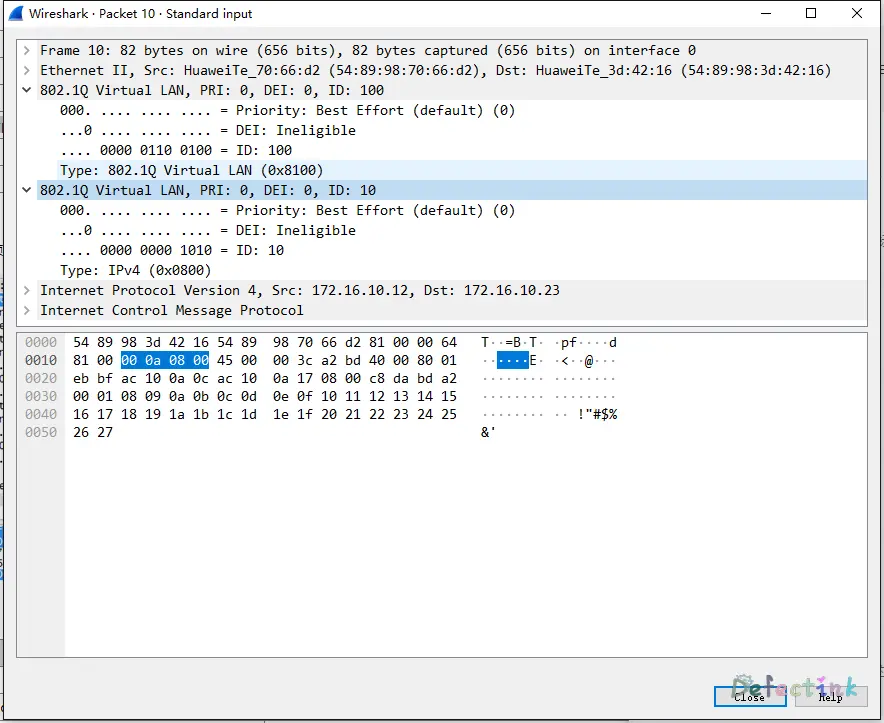 Wireshark · Packet 10 · Standard input
Frame 10: 82 bytes on wire (656 bits), 82 bytes captured (656 bits) on interface 0
Ethernet II, Src: HuaweiTe_70:66:d2 (54:89:98:70:66:d2), Dst: HuaweiTe_3d:42:16 (54:89:98:3d:42:16)
802.1Q Virtual LAN, PRI: 0, DEI: 0, ID: 100
000. .... .... .... = Priority: Best Effort (default) (0)
...0 .... .... .... = DEI: Ineligible
.... 0000 0110 0100 = ID: 100
Type: 802.1Q Virtual LAN (0x8100)
802.1Q Virtual LAN, PRI: 0, DEI: 0, ID: 10
000. .... .... .... = Priority: Best Effort (default) (0)
...0 .... .... .... = DEI: Ineligible
.... 0000 0000 1010 = ID: 10
Type: IPv4 (0x0800)
Internet Protocol Version 4, Src: 172.16.10.12, Dst: 172.16.10.23
Internet Control Message Protocol
0000 54 89 98 3d 42 16 54 89 98 70 66 d2 81 00 00 64 T··=B·T· ·pf····d
0010 81 00 00 0a 08 00 45 00 00 3c a2 bd 40 00 80 01 ······E· ·<··@···
0020 eb bf ac 10 0a 0c ac 10 0a 17 08 00 c8 da bd a2 ········ ········
0030 00 01 08 09 0a 0b 0c 0d 0e 0f 10 11 12 13 14 15 ········ ········
0040 16 17 18 19 1a 1b 1c 1d 1e 1f 20 21 22 23 24 25 ········ ·· !"#$%
0050 26 27 &'
Defectink
Close Help